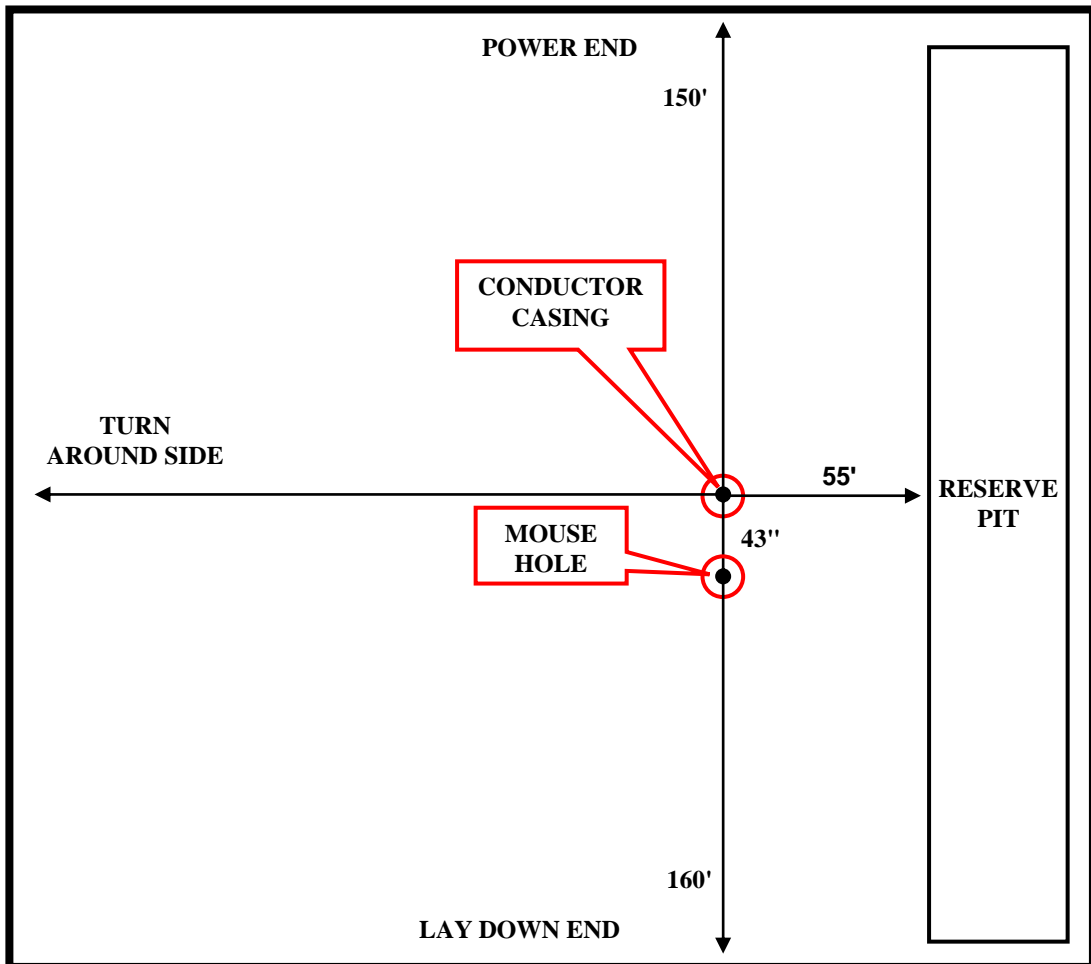 POWER END
150'
CONDUCTOR
CASING
TURN
AROUND SIDE
55'
RESERVE
PIT
MOUSE
HOLE
43"
160'
LAY DOWN END